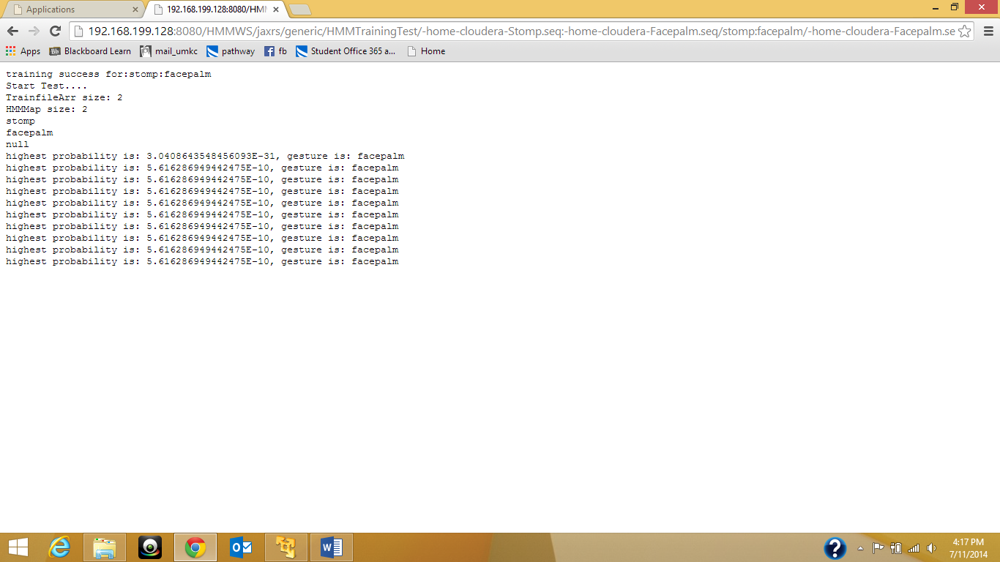 Applications
192.168.199.128:8080/HMM
192.168.199.128:8080/HMMWS/jaxrs/generic/HMMTrainingTest/-home-cloudera-Stomp.seq:-home-cloudera-Facepalm.seq/stomp:facepalm/-home-cloudera-Facepalm.se
Apps Bb Blackboard Learn mail_umkc pathway f fb Student Office 365 a... Home
training success for:stomp:facepalm
Start Test....
TrainfileArr size: 2
HMMMap size: 2
stomp
facepalm
null
highest probability is: 3.0408643548456093E-31, gesture is: facepalm
highest probability is: 5.616286949442475E-10, gesture is: facepalm
highest probability is: 5.616286949442475E-10, gesture is: facepalm
highest probability is: 5.616286949442475E-10, gesture is: facepalm
highest probability is: 5.616286949442475E-10, gesture is: facepalm
highest probability is: 5.616286949442475E-10, gesture is: facepalm
highest probability is: 5.616286949442475E-10, gesture is: facepalm
highest probability is: 5.616286949442475E-10, gesture is: facepalm
highest probability is: 5.616286949442475E-10, gesture is: facepalm
highest probability is: 5.616286949442475E-10, gesture is: facepalm
4:17 PM
7/11/2014